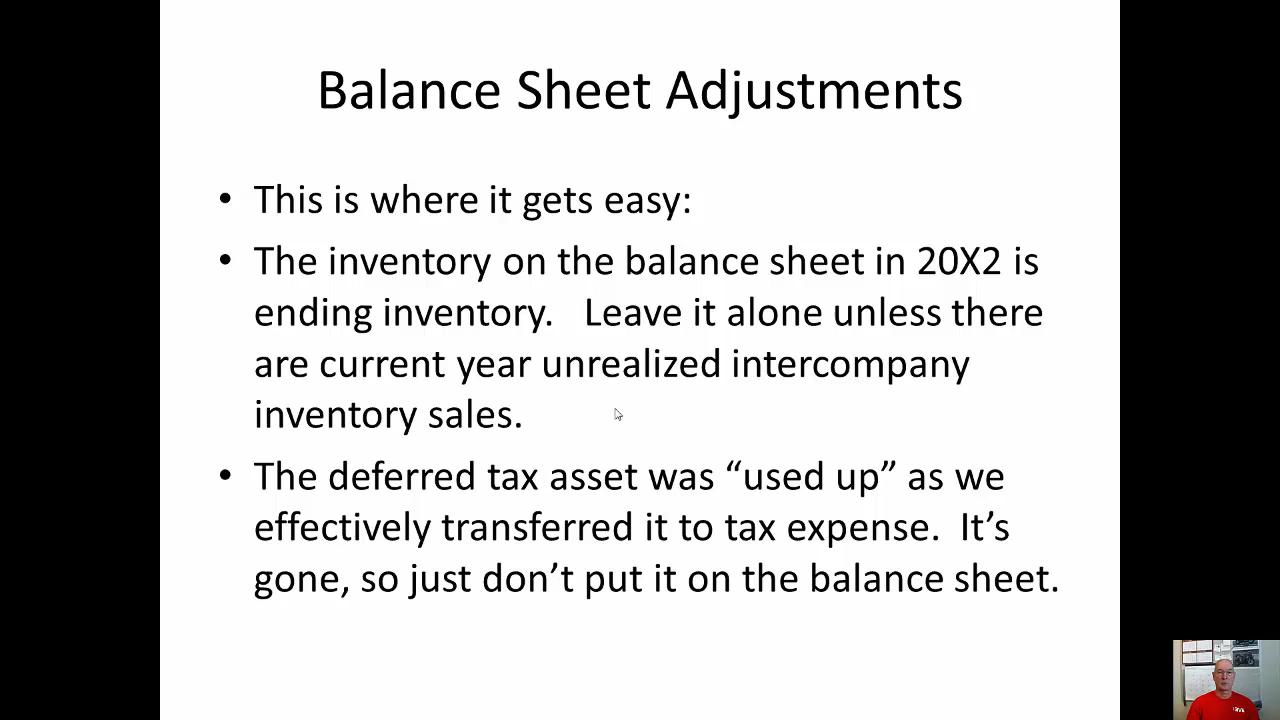 Balance Sheet Adjustments
• This is where it gets easy:
• The inventory on the balance sheet in 20X2 is
ending inventory. Leave it alone unless there
are current year unrealized intercompany
inventory sales.
• The deferred tax asset was “used up” as we
effectively transferred it to tax expense. It’s
gone, so just don’t put it on the balance sheet.